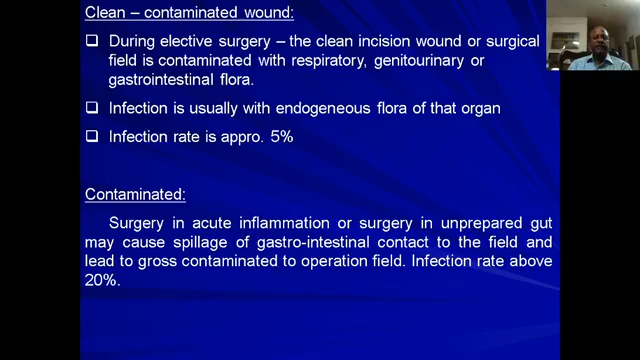 Clean – contaminated wound:
During elective surgery – the clean incision wound or surgical
field is contaminated with respiratory, genitourinary or
gastrointestinal flora.
Infection is usually with endogeneous flora of that organ
Infection rate is appro. 5%
Contaminated:
Surgery in acute inflammation or surgery in unprepared gut
may cause spillage of gastro-intestinal contact to the field and
lead to gross contaminated to operation field. Infection rate above
20%.